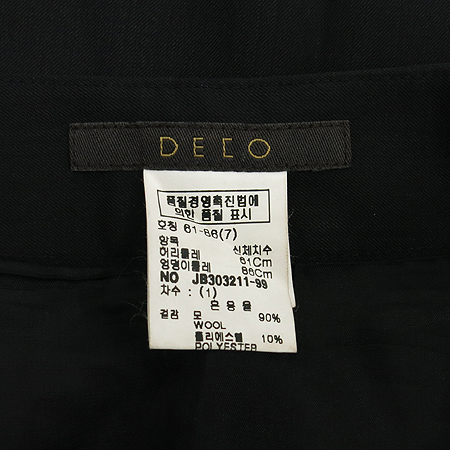 DECO
품질경영촉진법에
의한 품질 표시
호칭 61-86(7)
항목 신체치수
허리둘레 61Cm
엉덩이둘레 86Cm
NO JB303211-99
차수 : (1)
혼용율
겉감 모 90%
WOOL
폴리에스텔 10%
POLYESTER